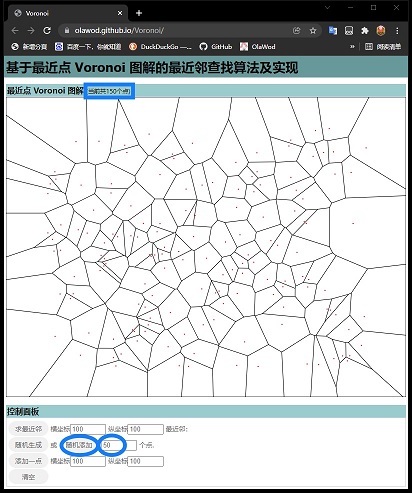 Voronoi
olawod.github.io/Voronoi/
新增分頁 百度一下，你就知道 DuckDuckGo —... GitHub OlaWod
基于最近点 Voronoi 图解的最近邻查找算法及实现
最近点 Voronoi 图解 当前共150个点)
控制面板
求最近邻 横坐标 100 纵坐标 100 最近邻:
随机生成 或 随机添加 50 个点.
添加一点 横坐标 100 纵坐标 100
清空